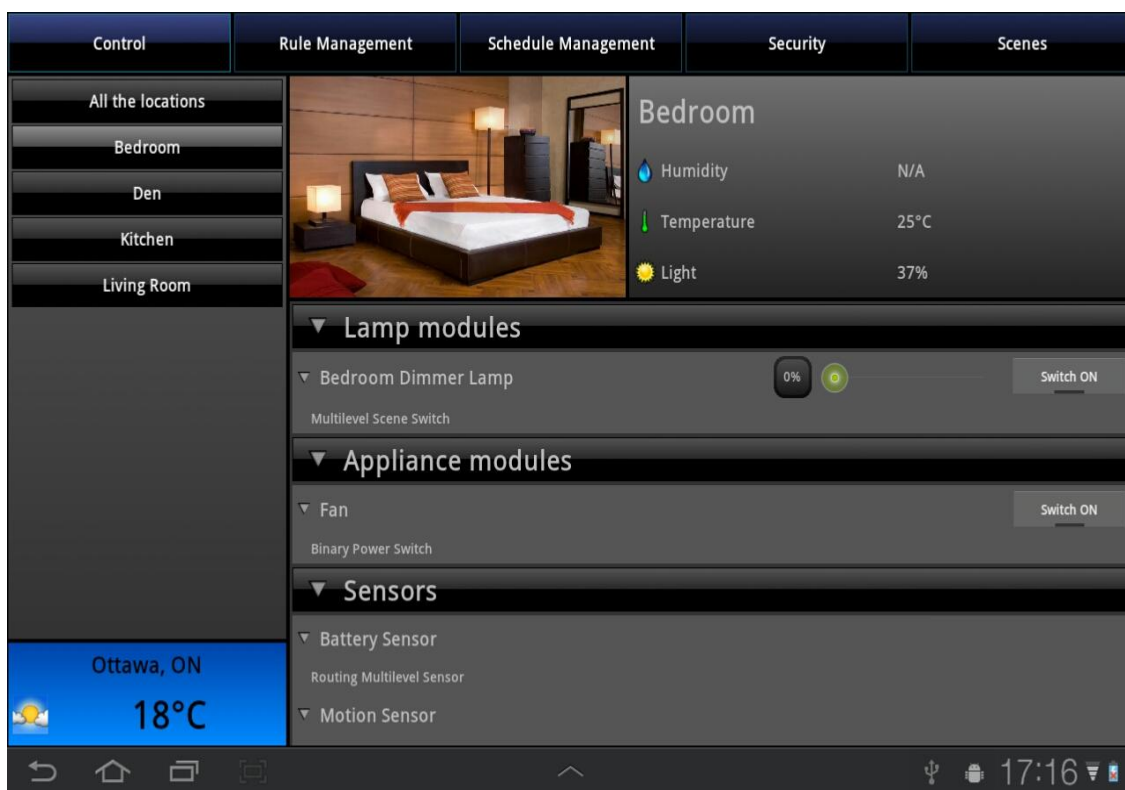 Control Rule Management Schedule Management Security Scenes
All the locations
Bedroom
Den
Kitchen
Living Room
Ottawa, ON
18°C
Bedroom
Humidity N/A
Temperature 25°C
Light 37%
Lamp modules
Bedroom Dimmer Lamp 0% Switch ON
Multilevel Scene Switch
Appliance modules
Fan Switch ON
Binary Power Switch
Sensors
Battery Sensor
Routing Multilevel Sensor
Motion Sensor
17:16